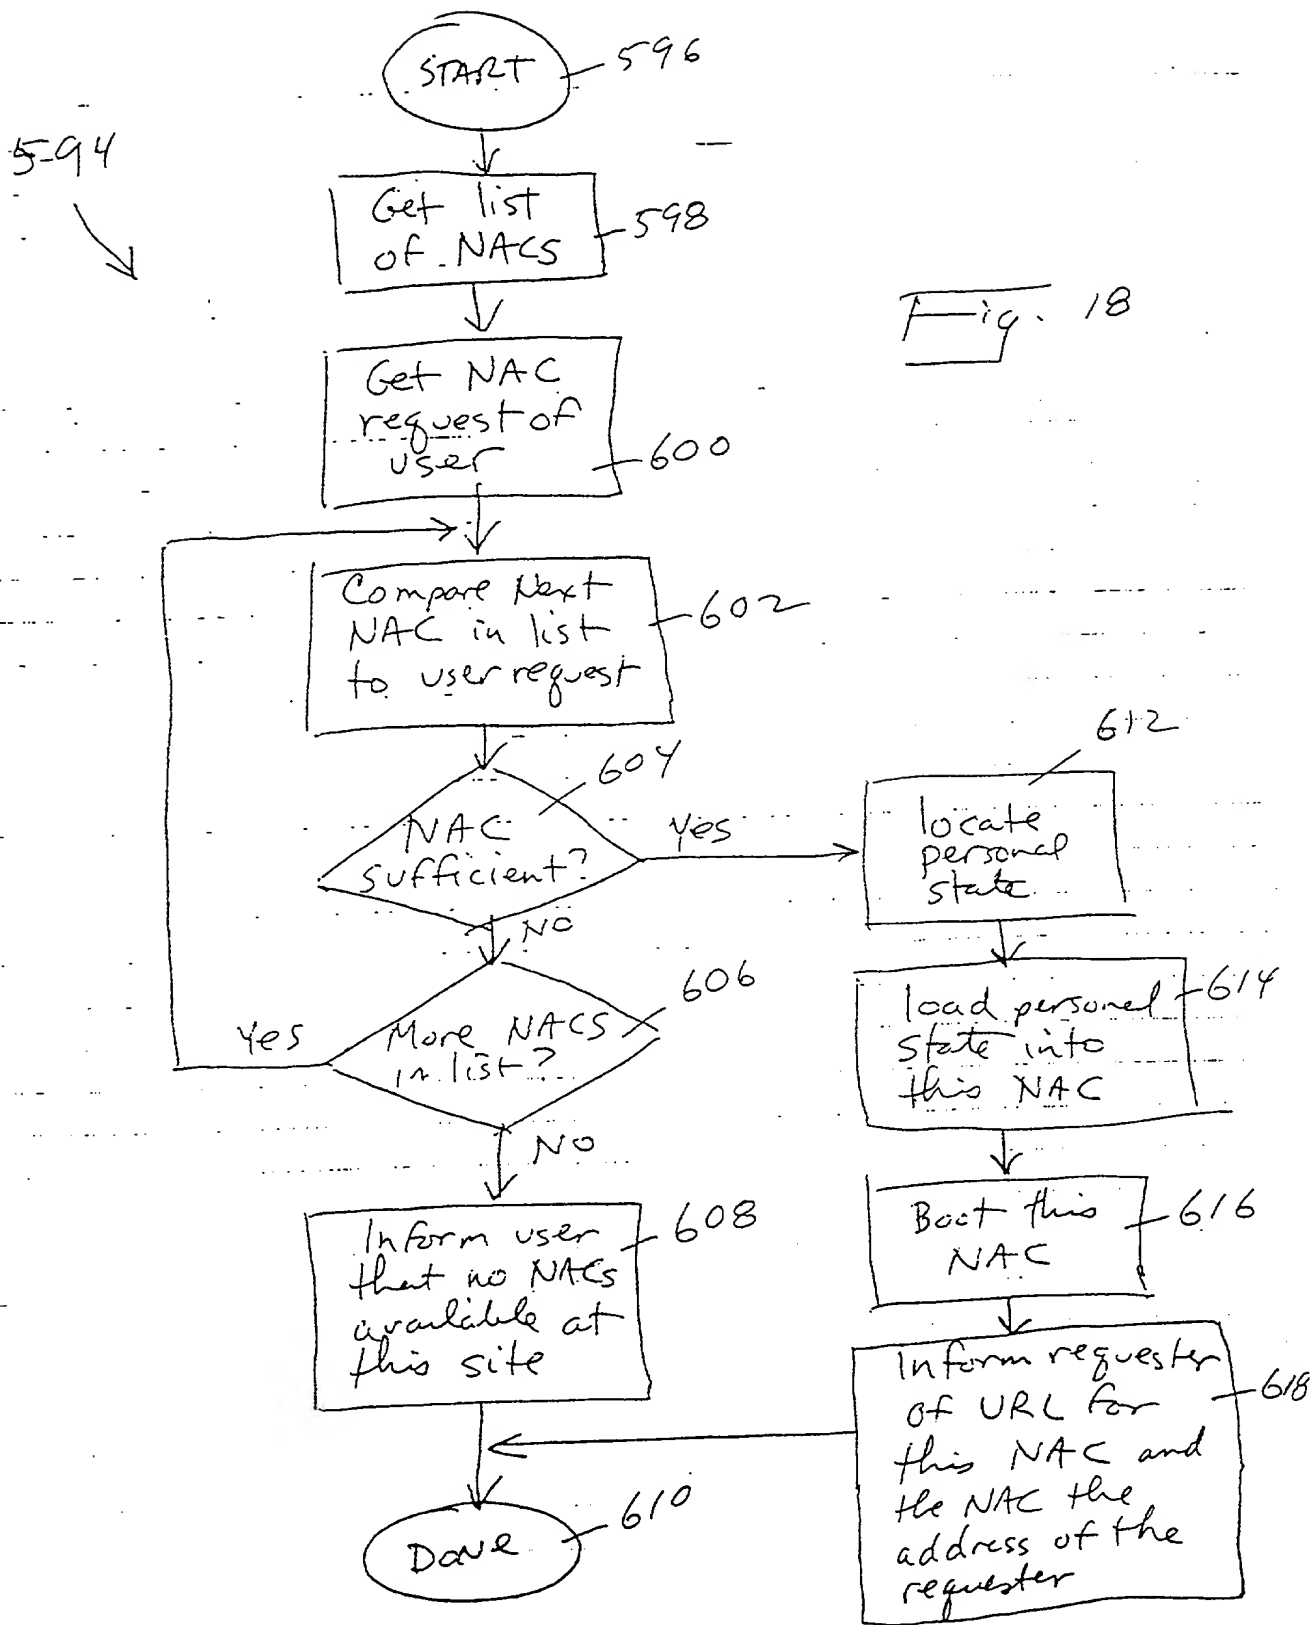 START
596
594
Get list
of NACS
598
Fig. 18
Get NAC
request of
user
600
Compare Next
NAC in list
to user request
602
604
NAC
sufficient?
Yes
NO
612
locate
personal
state
606
More NACS
in list?
Yes
NO
load personal
state into
this NAC
614
Boot this
NAC
616
Inform user
that no NACs
available at
this site
608
Inform requester
of URL for
this NAC and
the NAC the
address of the
requester
618
DONE
610